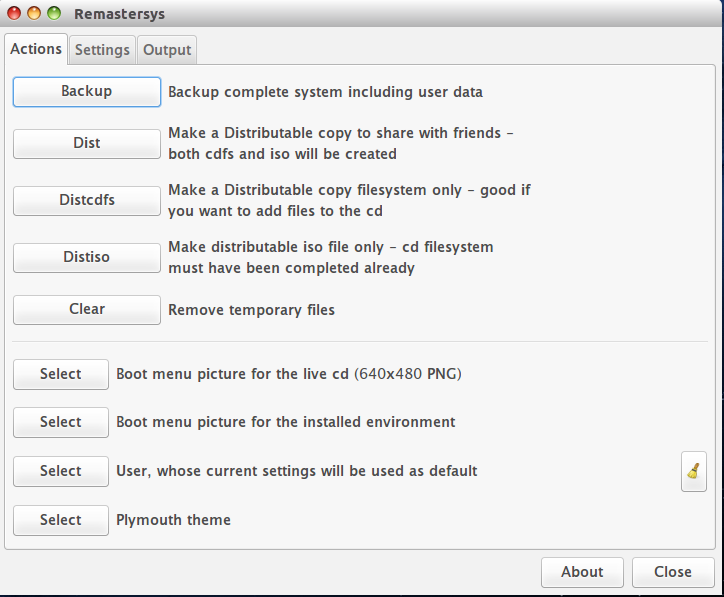 Remastersys
Actions Settings Output
Backup Backup complete system including user data
Dist Make a Distributable copy to share with friends – both cdfs and iso will be created
Distcdfs Make a Distributable copy filesystem only – good if you want to add files to the cd
Distiso Make distributable iso file only – cd filesystem must have been completed already
Clear Remove temporary files
Select Boot menu picture for the live cd (640x480 PNG)
Select Boot menu picture for the installed environment
Select User, whose current settings will be used as default
Select Plymouth theme
About Close